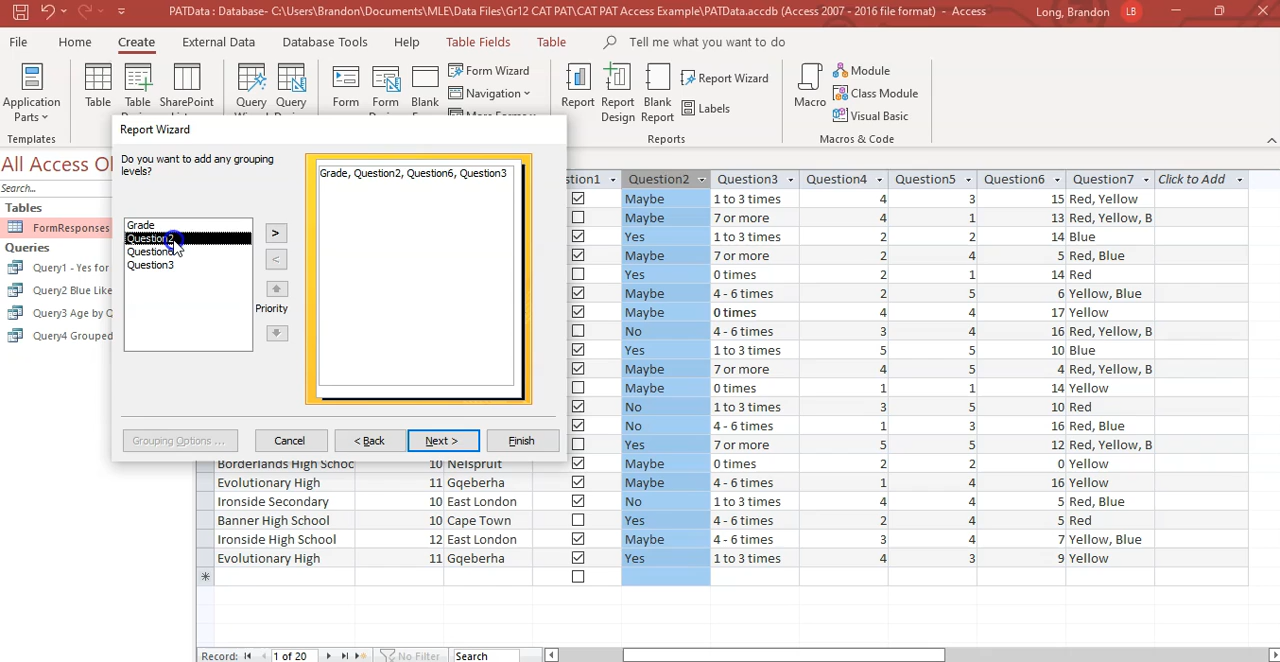 PATData : Database- C:\Users\Brandon\Documents\MLE\Data Files\Gr12 CAT PAT\CAT PAT Access Example\PATData.accdb (Access 2007 - 2016 file format) - Access Long, Brandon LB
File Home Create External Data Database Tools Help Table Fields Table Tell me what you want to do
Application Parts Table Table SharePoint Query Query Form Form Blank Form Wizard Navigation Report Report Design Blank Report Report Wizard Labels Macro Module Class Module Visual Basic
Templates Reports Macros & Code
Report Wizard
Do you want to add any grouping levels?
Grade
Question2
Question3
>
<
Priority
Grade, Question2, Question6, Question3
Grouping Options ... Cancel < Back Next > Finish
Search...
Tables
FormResponses
Queries
Query1 - Yes for
Query2 Blue Like
Query3 Age by Q
Query4 Grouped
Question2 Question3 Question4 Question5 Question6 Question7 Click to Add
Maybe 1 to 3 times 4 3 15 Red, Yellow
Maybe 7 or more 4 1 13 Red, Yellow, B
Yes 1 to 3 times 2 2 14 Blue
Maybe 7 or more 2 4 5 Red, Blue
Yes 0 times 2 1 14 Red
Maybe 4 - 6 times 2 5 6 Yellow, Blue
Maybe 0 times 4 4 17 Yellow
No 4 - 6 times 3 4 16 Red, Yellow, B
Yes 1 to 3 times 5 5 10 Blue
Maybe 7 or more 4 5 4 Red, Yellow, B
Maybe 0 times 1 1 14 Yellow
No 1 to 3 times 3 5 10 Red
No 4 - 6 times 1 3 16 Red, Blue
Yes 7 or more 5 5 12 Red, Yellow, B
Borderlands High Schoc 10 Nelspruit Maybe 0 times 2 2 0 Yellow
Evolutionary High 11 Gqeberha Maybe 4 - 6 times 1 4 16 Yellow
Ironside Secondary 10 East London No 1 to 3 times 4 4 5 Red, Blue
Banner High School 10 Cape Town Yes 4 - 6 times 2 4 5 Red
Ironside High School 12 East London Maybe 4 - 6 times 3 4 7 Yellow, Blue
Evolutionary High 11 Gqeberha Yes 1 to 3 times 4 3 9 Yellow
Record: 1 of 20 No Filter Search